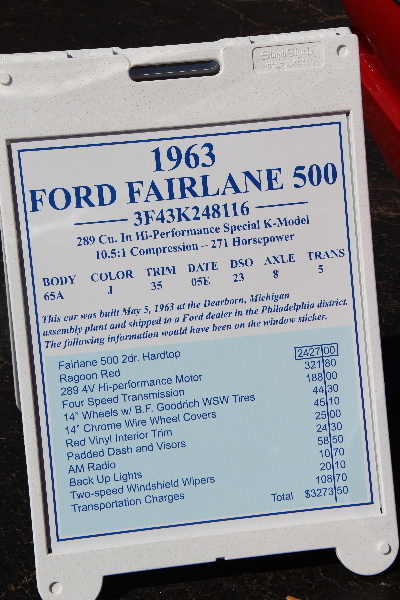 1963
FORD FAIRLANE 500
3F43K248116
289 Cu. In Hi-Performance Special K-Model
10.5:1 Compression -- 271 Horsepower
BODY COLOR TRIM DATE DSO AXLE TRANS
65A J 35 05E 23 8 5
This car was built May 5, 1963 at the Dearborn, Michigan
assembly plant and shipped to a Ford dealer in the Philadelphia district.
The following information would have been on the window sticker.
Fairlane 500 2dr. Hardtop 2427 00
Ragoon Red
289 4V Hi-performance Motor 321 80
Four Speed Transmission 188 00
14" Wheels w/ B.F. Goodrich WSW Tires 44 30
14" Chrome Wire Wheel Covers 45 10
Red Vinyl Interior Trim 25 00
Padded Dash and Visors 24 30
AM Radio 58 50
Back Up Lights 10 70
Two-speed Windshield Wipers 20 10
Transportation Charges 108 70
Total $3273 50